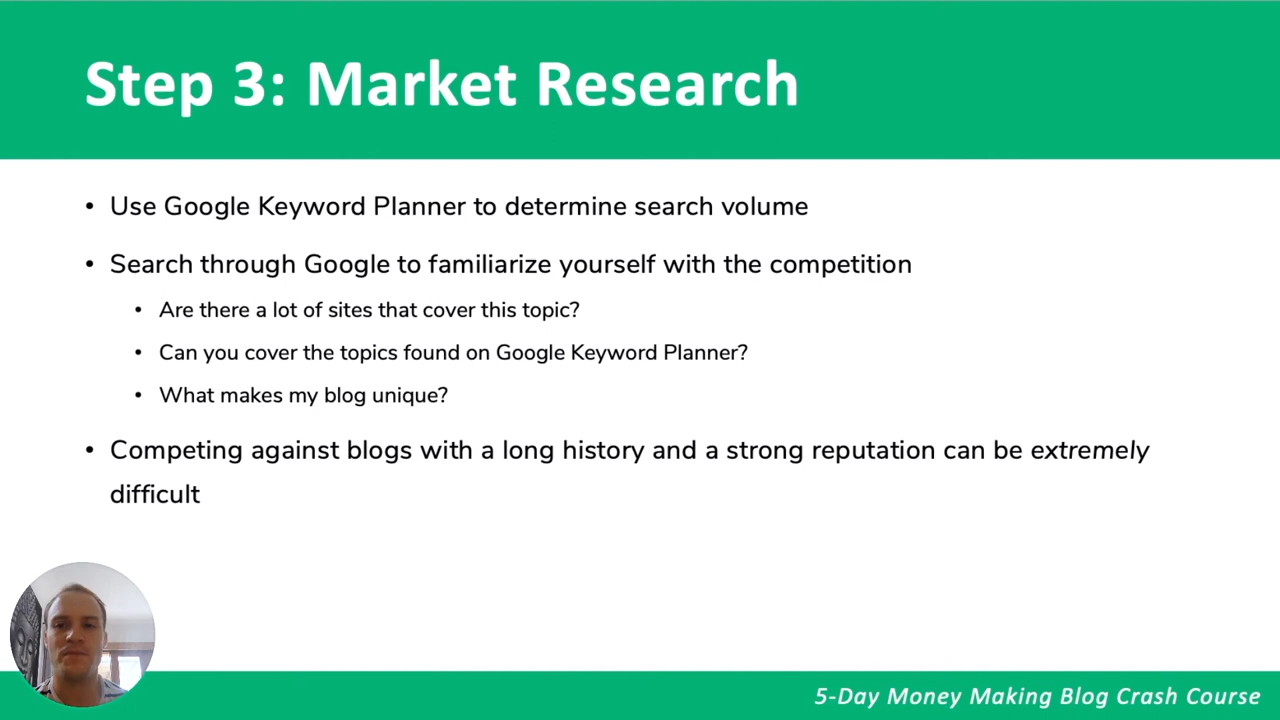 Step 3: Market Research
• Use Google Keyword Planner to determine search volume
• Search through Google to familiarize yourself with the competition
• Are there a lot of sites that cover this topic?
• Can you cover the topics found on Google Keyword Planner?
• What makes my blog unique?
• Competing against blogs with a long history and a strong reputation can be extremely
difficult
5-Day Money Making Blog Crash Course